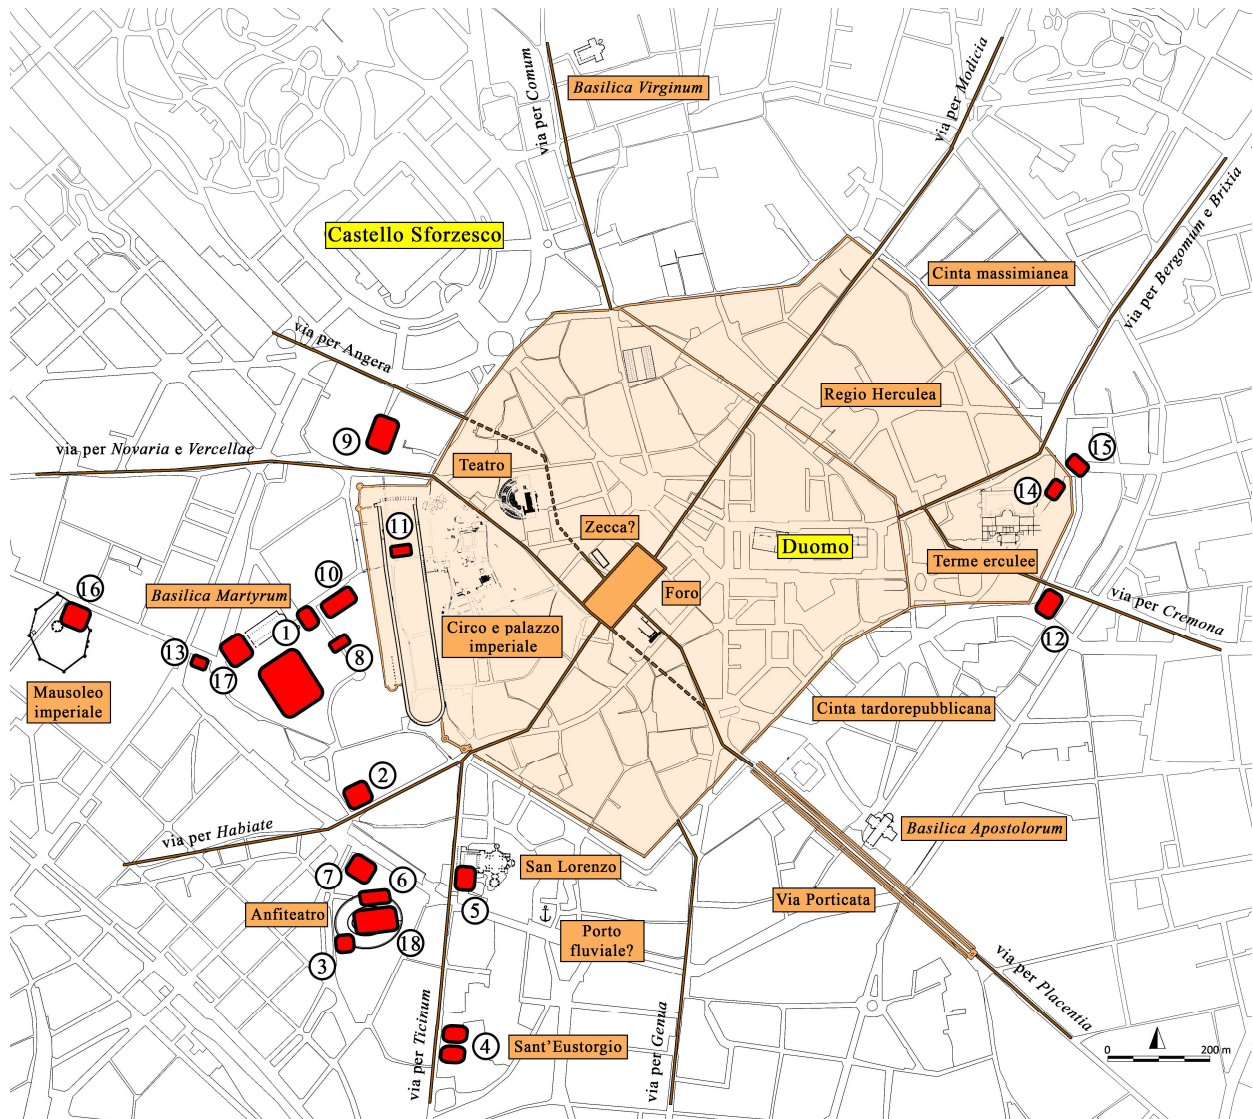 via per Comum
Basilica Virginum
via per Modicia
via per Bergomum e Brixia
Castello Sforzesco
Cinta massimianea
via per Angera
Regio Herculea
9
via per Novaria e Vercellae
Teatro
15
14
11
Zecca?
Duomo
Terme erculee
Foro
16
10
Basilica Martyrum
1
Circo e palazzo
imperiale
via per Cremona
12
13
17
8
Mausoleo
imperiale
Cinta tardorepubblicana
2
via per Habiate
Basilica Apostolorum
San Lorenzo
7
6
5
Via Porticata
Anfiteatro
18
3
Porto
fluviale?
via per Ticinum
4
Sant'Eustorgio
via per Genua
via per Placentia
0
200 m